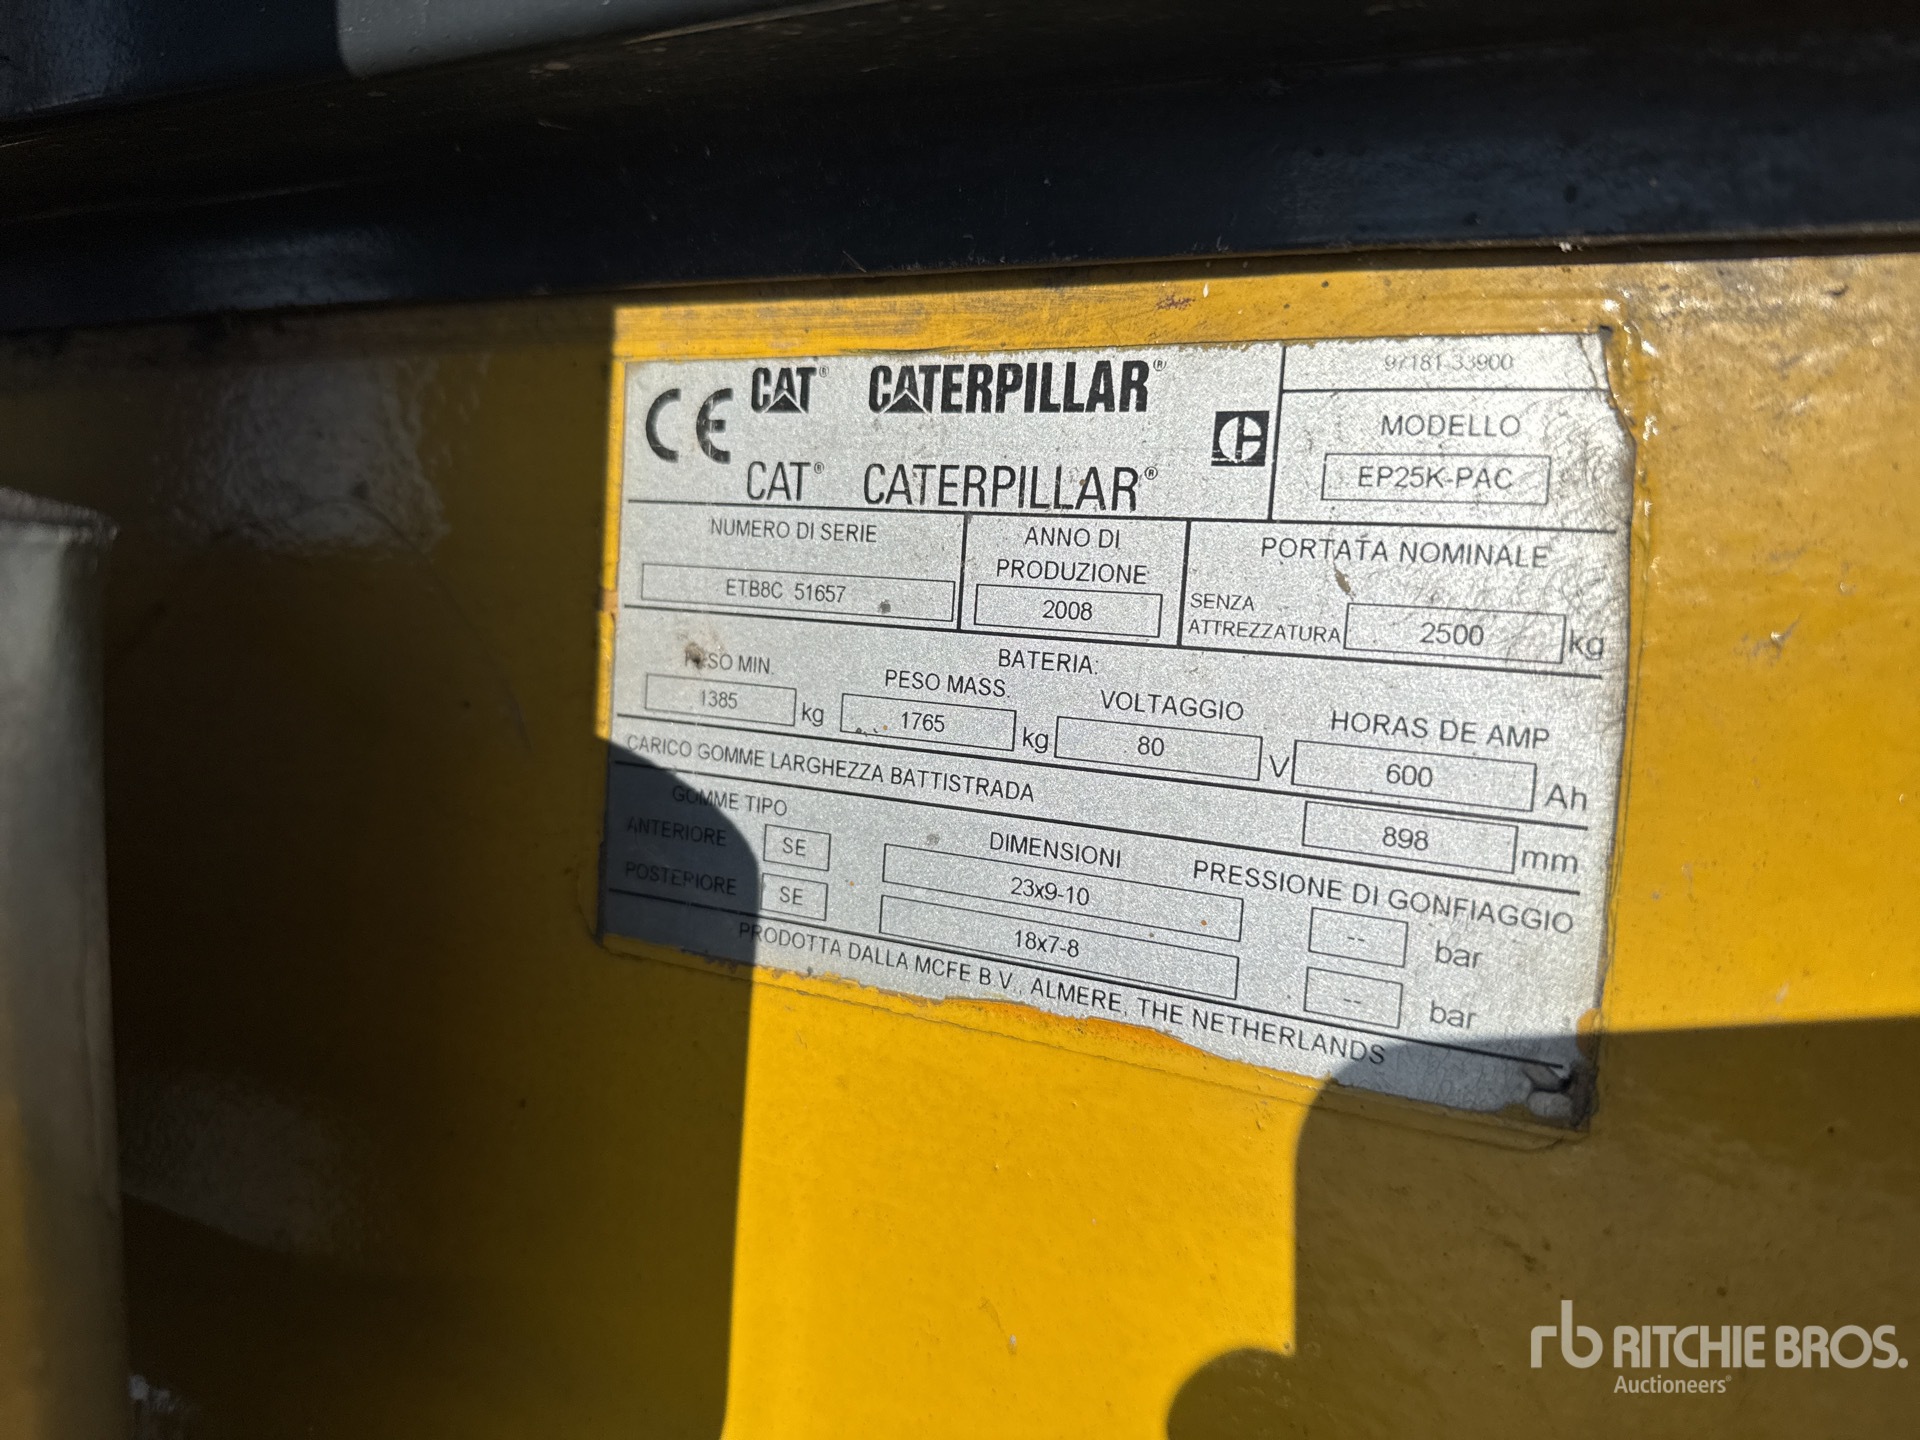 CE CAT® CATERPILLAR®
CAT® CATERPILLAR®
97181-33900
MODELLO
EP25K-PAC
NUMERO DI SERIE
ETB8C 51657
ANNO DI
PRODUZIONE
2008
PORTATA NOMINALE
SENZA
ATTREZZATURA
2500 kg
BATERIA:
PESO MIN.
1385 kg
PESO MASS.
1765 kg
VOLTAGGIO
80 V
HORAS DE AMP
600 Ah
CARICO GOMME LARGHEZZA BATTISTRADA
898 mm
GOMME TIPO
DIMENSIONI
PRESSIONE DI GONFIAGGIO
ANTERIORE SE 23x9-10 -- bar
POSTERIORE SE 18x7-8 -- bar
PRODOTTA DALLA MCFE B.V., ALMERE, THE NETHERLANDS
rb RITCHIE BROS.
Auctioneers®